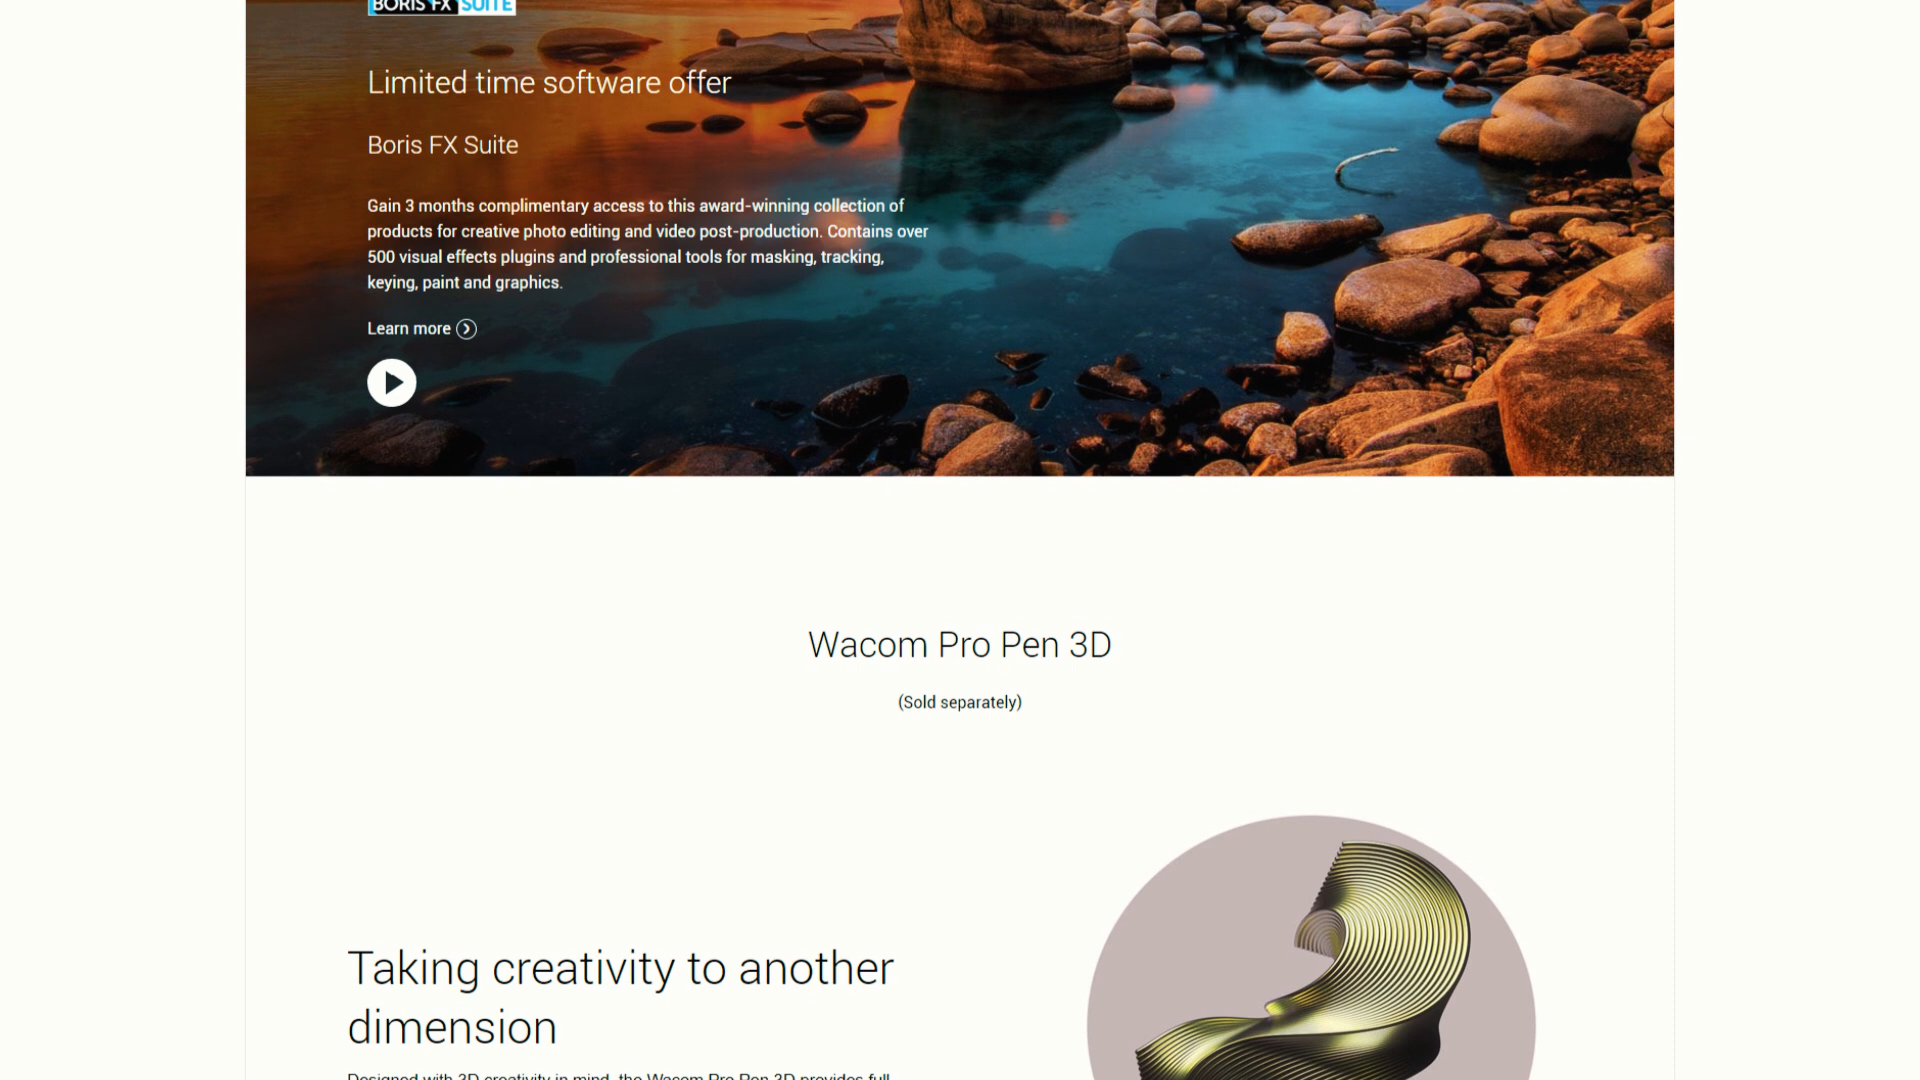 BORIS FX SUITE
Limited time software offer
Boris FX Suite
Gain 3 months complimentary access to this award-winning collection of
products for creative photo editing and video post-production. Contains over
500 visual effects plugins and professional tools for masking, tracking,
keying, paint and graphics.
Learn more
Wacom Pro Pen 3D
(Sold separately)
Taking creativity to another
dimension
Designed with 3D creativity in mind, the Wacom Pro Pen 3D provides full